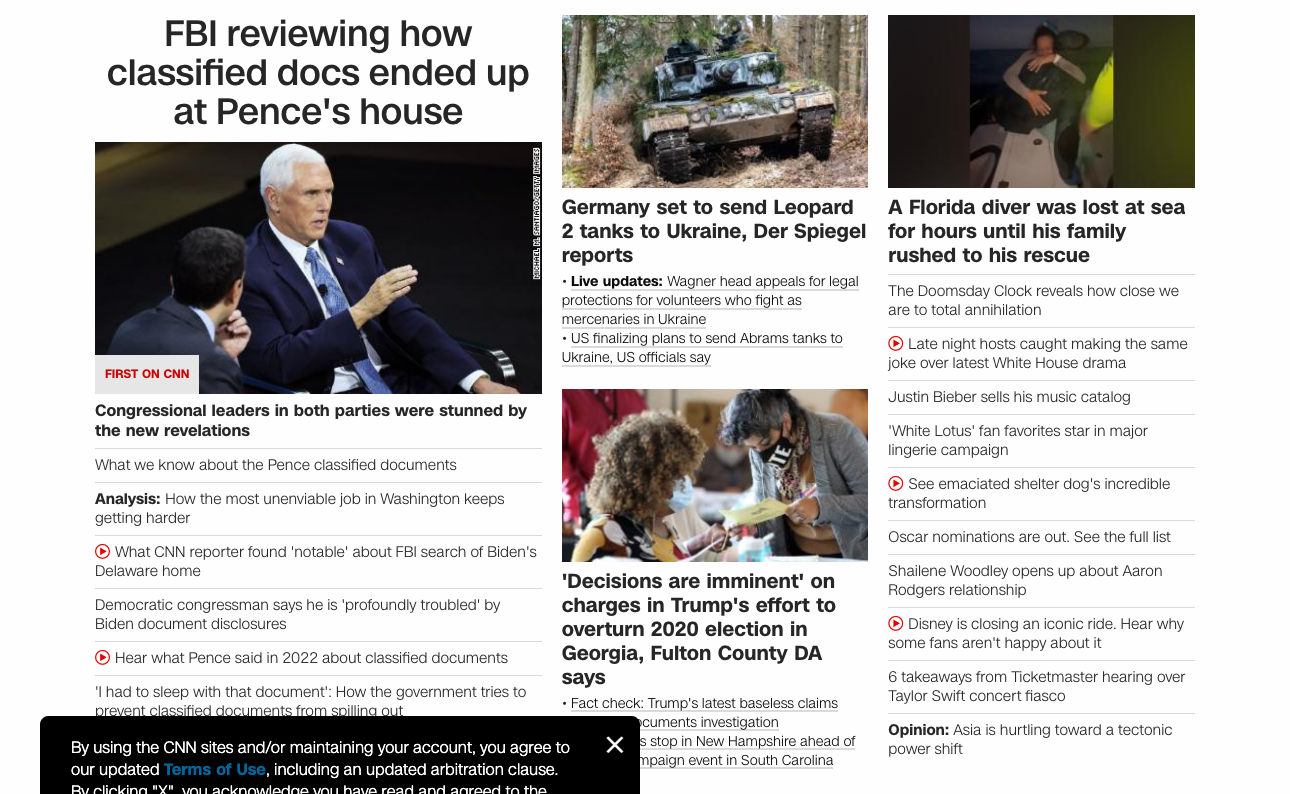 FBI reviewing how
classified docs ended up
at Pence's house
MICHAEL M. SANTIAGO/GETTY IMAGES
FIRST ON CNN
Congressional leaders in both parties were stunned by
the new revelations
What we know about the Pence classified documents
Analysis: How the most unenviable job in Washington keeps
getting harder
What CNN reporter found 'notable' about FBI search of Biden's
Delaware home
Democratic congressman says he is 'profoundly troubled' by
Biden document disclosures
Hear what Pence said in 2022 about classified documents
'I had to sleep with that document': How the government tries to
prevent classified documents from spilling out
Germany set to send Leopard
2 tanks to Ukraine, Der Spiegel
reports
• Live updates: Wagner head appeals for legal
protections for volunteers who fight as
mercenaries in Ukraine
• US finalizing plans to send Abrams tanks to
Ukraine, US officials say
VOTE
'Decisions are imminent' on
charges in Trump's effort to
overturn 2020 election in
Georgia, Fulton County DA
says
• Fact check: Trump's latest baseless claims
ocuments investigation
s stop in New Hampshire ahead of
mpaign event in South Carolina
A Florida diver was lost at sea
for hours until his family
rushed to his rescue
The Doomsday Clock reveals how close we
are to total annihilation
Late night hosts caught making the same
joke over latest White House drama
Justin Bieber sells his music catalog
'White Lotus' fan favorites star in major
lingerie campaign
See emaciated shelter dog's incredible
transformation
Oscar nominations are out. See the full list
Shailene Woodley opens up about Aaron
Rodgers relationship
Disney is closing an iconic ride. Hear why
some fans aren't happy about it
6 takeaways from Ticketmaster hearing over
Taylor Swift concert fiasco
Opinion: Asia is hurtling toward a tectonic
power shift
By using the CNN sites and/or maintaining your account, you agree to
our updated Terms of Use, including an updated arbitration clause.
By clicking "X", you acknowledge you have read and agreed to the